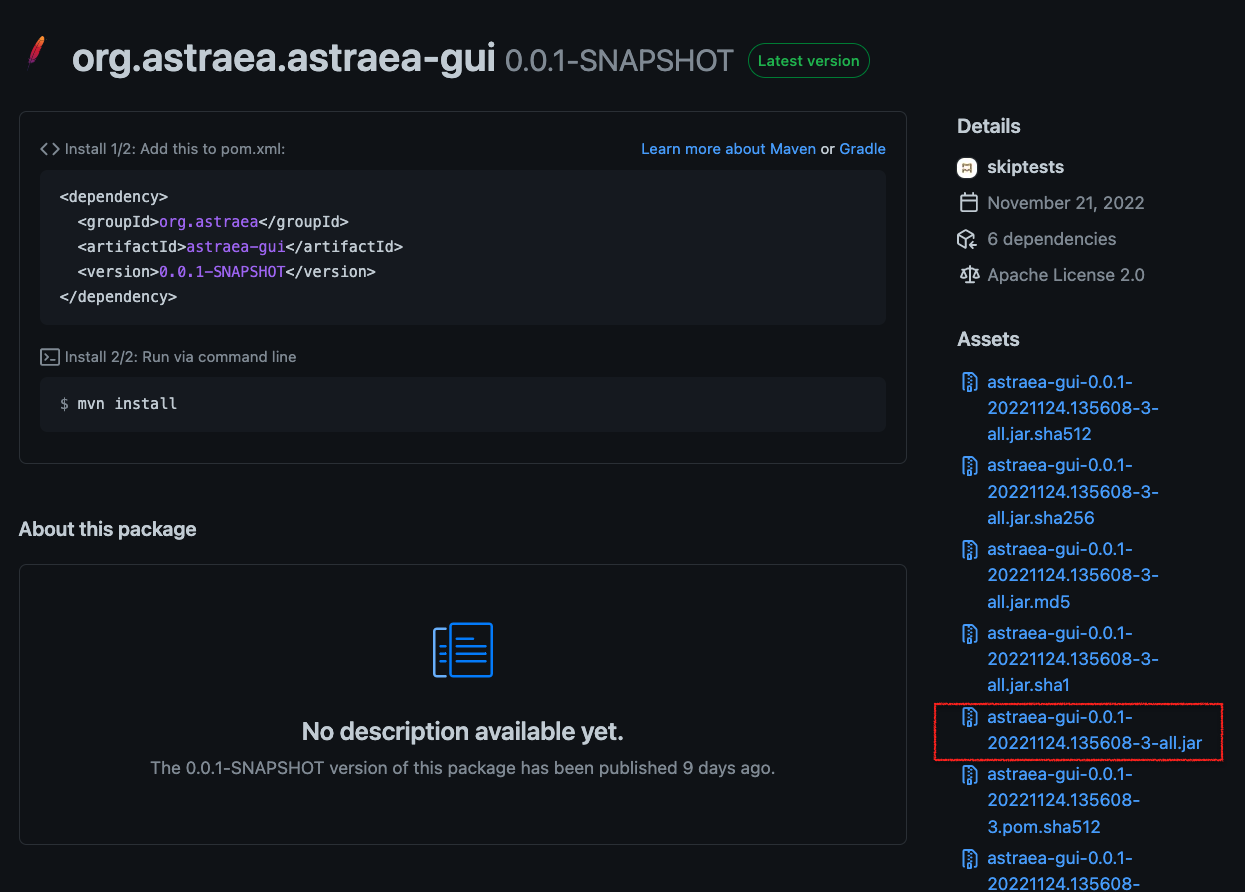 org.astraea.astraea-gui 0.0.1-SNAPSHOT Latest version
Install 1/2: Add this to pom.xml:
Learn more about Maven or Gradle
<dependency>
<groupId>org.astraea</groupId>
<artifactId>astraea-gui</artifactId>
<version>0.0.1-SNAPSHOT</version>
</dependency>
Install 2/2: Run via command line
$ mvn install
About this package
No description available yet.
The 0.0.1-SNAPSHOT version of this package has been published 9 days ago.
Details
skiptests
November 21, 2022
6 dependencies
Apache License 2.0
Assets
astraea-gui-0.0.1-
20221124.135608-3-
all.jar.sha512
astraea-gui-0.0.1-
20221124.135608-3-
all.jar.sha256
astraea-gui-0.0.1-
20221124.135608-3-
all.jar.md5
astraea-gui-0.0.1-
20221124.135608-3-
all.jar.sha1
astraea-gui-0.0.1-
20221124.135608-3-all.jar
astraea-gui-0.0.1-
20221124.135608-
3.pom.sha512
astraea-gui-0.0.1-
20221124.135608-